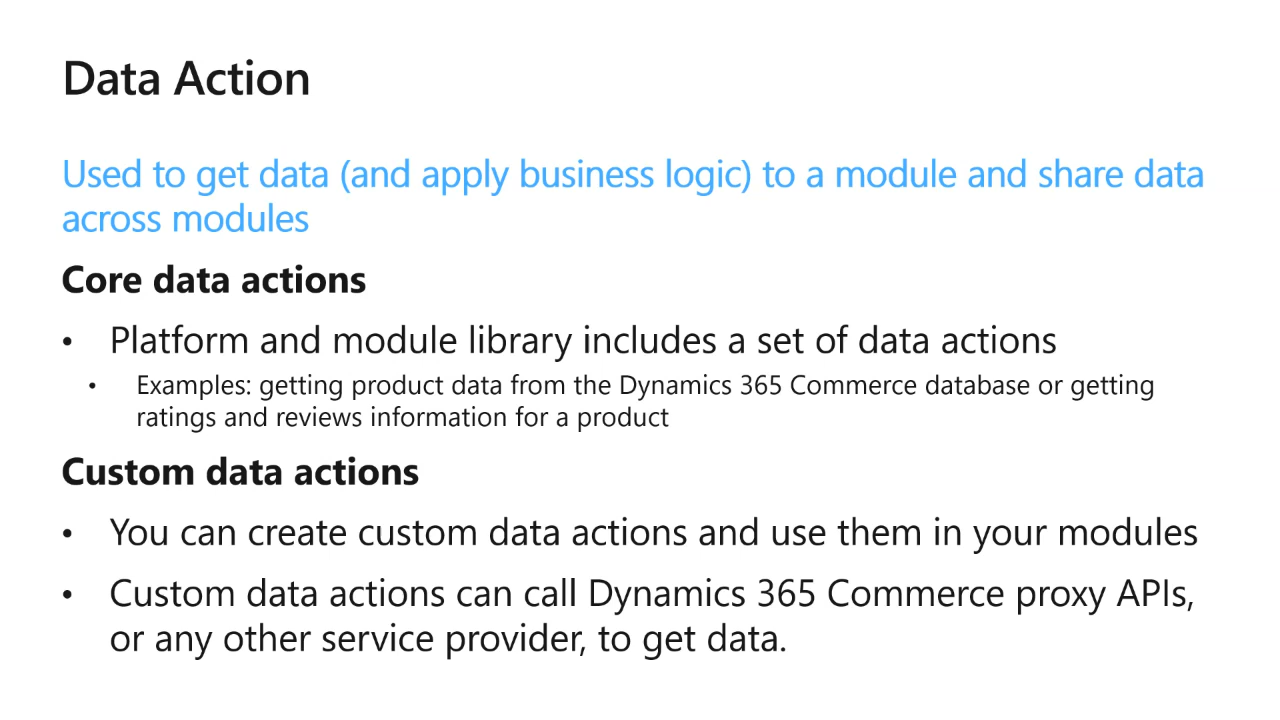 Data Action
Used to get data (and apply business logic) to a module and share data
across modules
Core data actions
• Platform and module library includes a set of data actions
• Examples: getting product data from the Dynamics 365 Commerce database or getting
ratings and reviews information for a product
Custom data actions
• You can create custom data actions and use them in your modules
• Custom data actions can call Dynamics 365 Commerce proxy APIs,
or any other service provider, to get data.